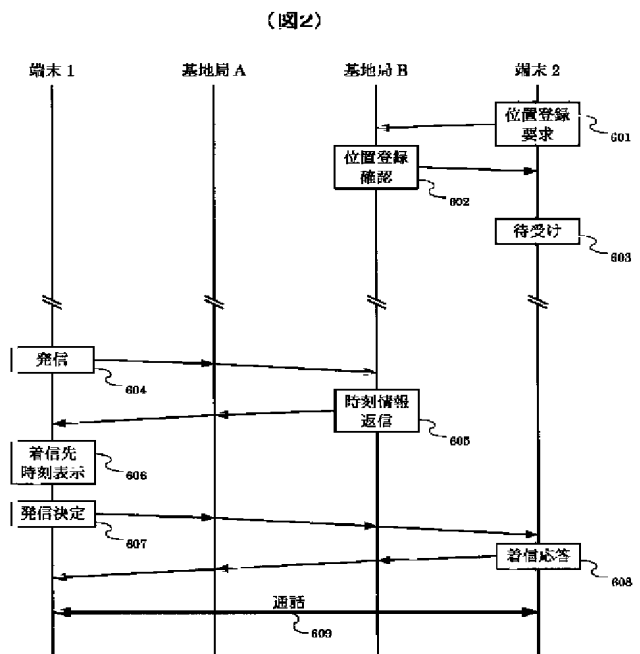 (図2)
端末1 基地局A 基地局B 端末2
位置登録
要求
601
位置登録
確認
602
待受け
603
発信
604
時刻情報
返信
605
着信先
時刻表示
606
発信決定
607
着信応答
608
通話
609